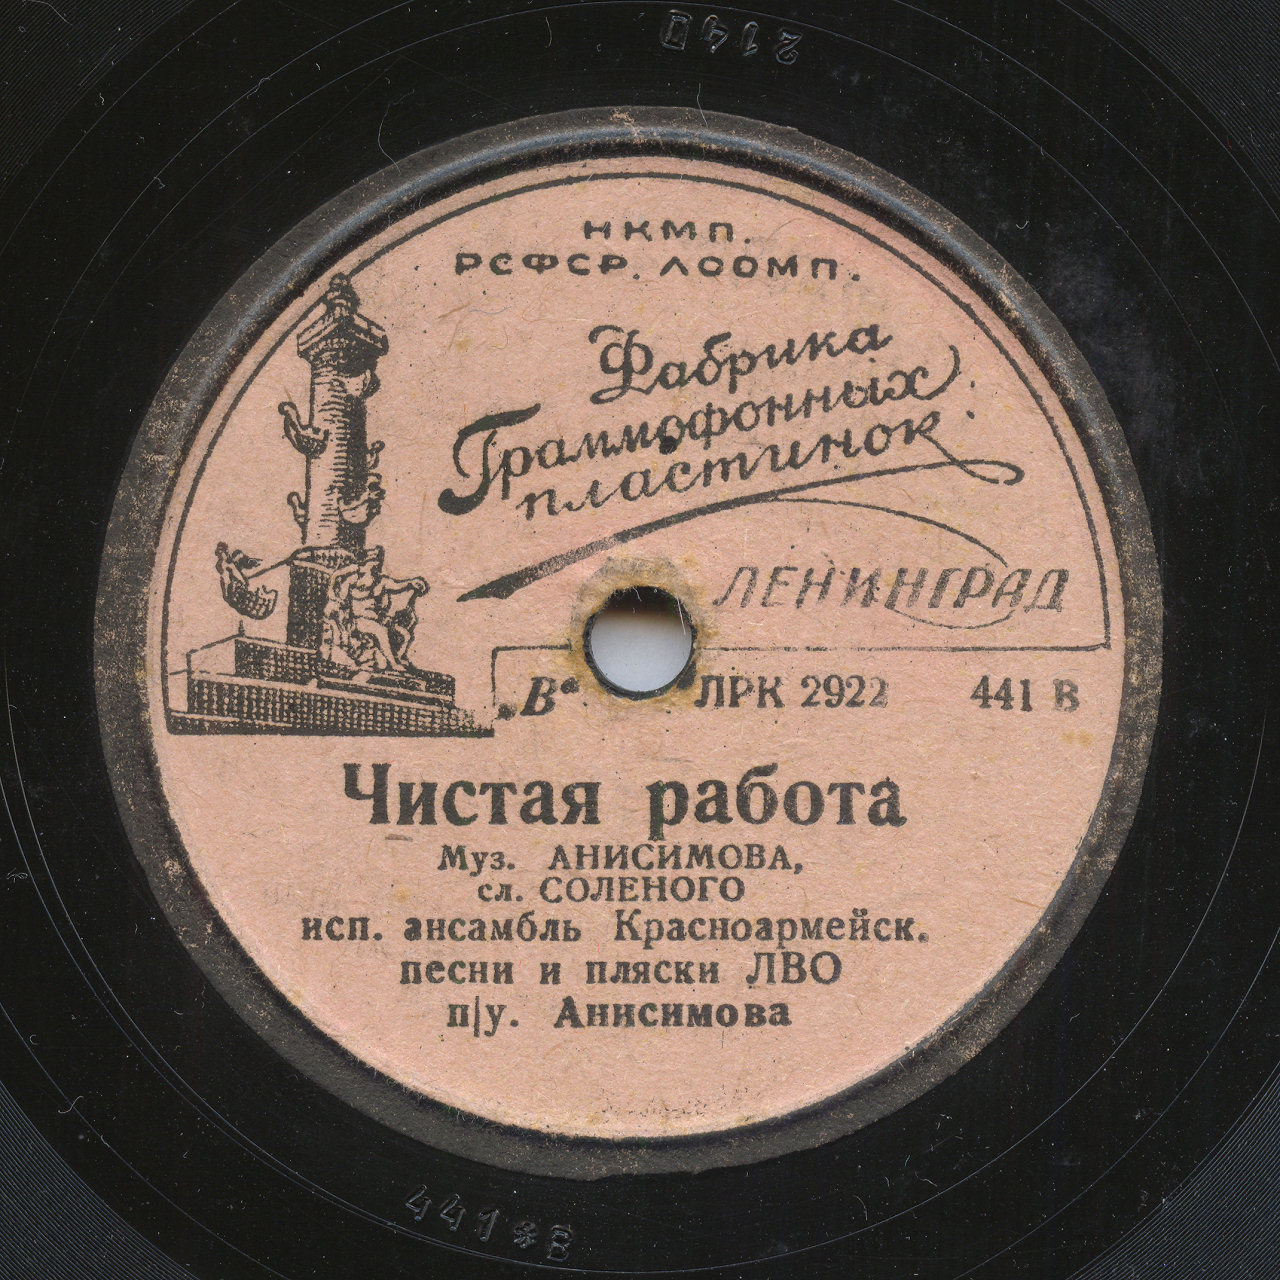 2140
НКМП.
РСФСР. ЛООМП.
Фабрика
Граммофонных
пластинок.
ЛЕНИНГРАД
„В“ ЛРК 2922 441 В
Чистая работа
Муз. АНИСИМОВА,
сл. СОЛЕНОГО
исп. ансамбль Красноармейск.
песни и пляски ЛВО
п/у. Анисимова
441*В